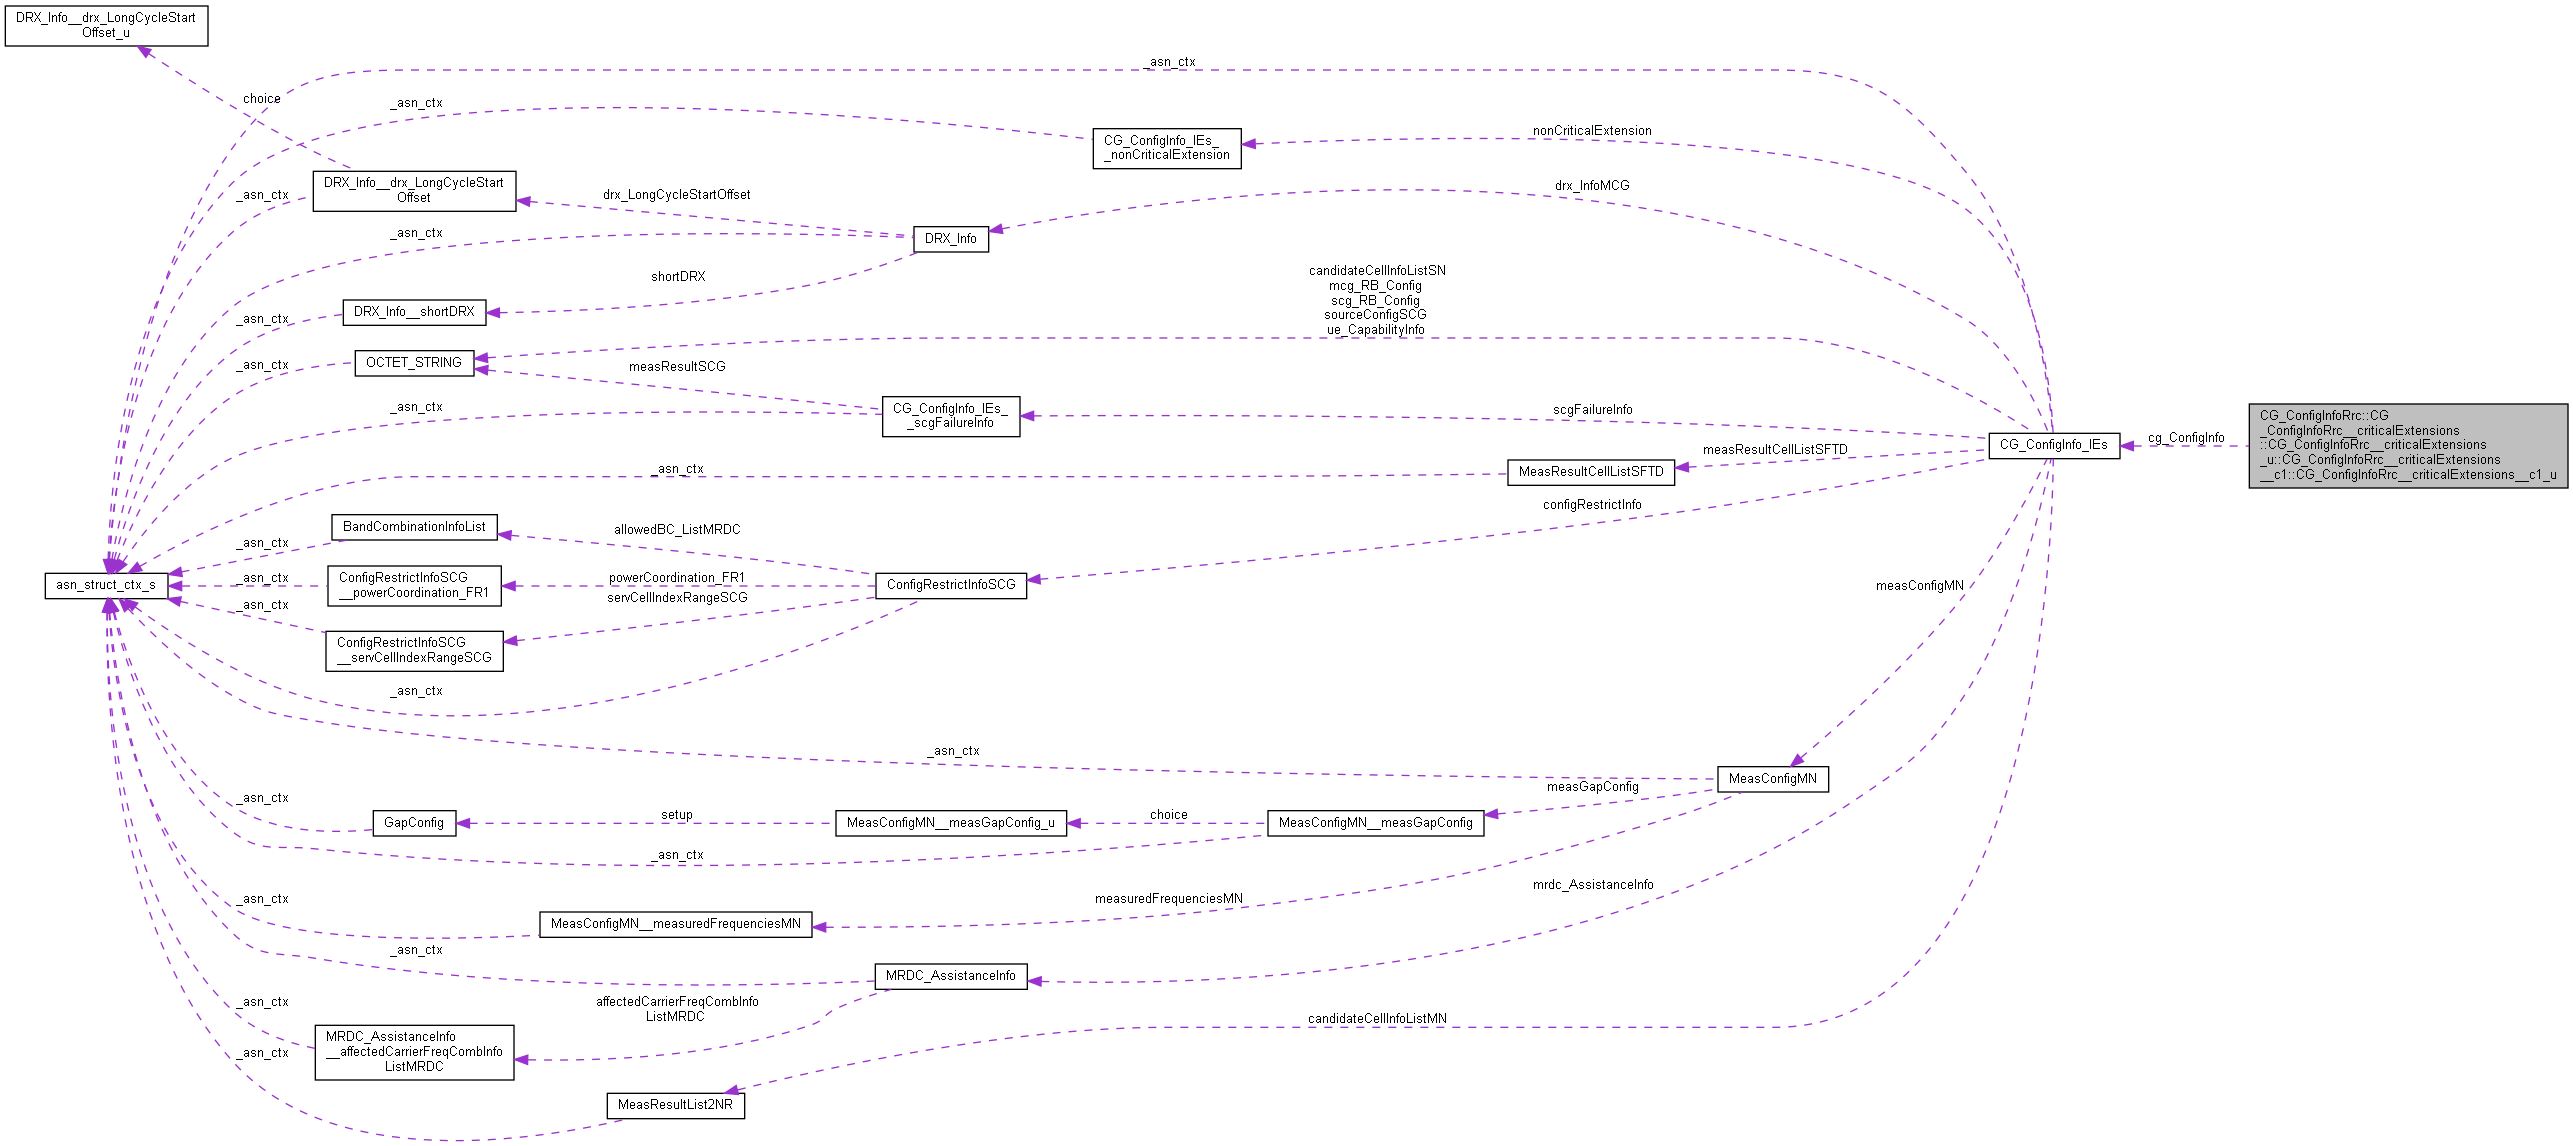 DRX_Info__drx_LongCycleStart
Offset_u
_asn_ctx
choice
_asn_ctx
nonCriticalExtension
CG_ConfigInfo_IEs_
_nonCriticalExtension
DRX_Info__drx_LongCycleStart
Offset
_asn_ctx
drx_LongCycleStartOffset
drx_InfoMCG
_asn_ctx
DRX_Info
shortDRX
candidateCellInfoListSN
mcg_RB_Config
scg_RB_Config
sourceConfigSCG
ue_CapabilityInfo
DRX_Info__shortDRX
_asn_ctx
OCTET_STRING
_asn_ctx
measResultSCG
_asn_ctx
CG_ConfigInfo_IEs_
_scgFailureInfo
scgFailureInfo
CG_ConfigInfo_IEs
cg_ConfigInfo
CG_ConfigInfoRrc::CG
_ConfigInfoRrc__criticalExtensions
::CG_ConfigInfoRrc__criticalExtensions
_u::CG_ConfigInfoRrc__criticalExtensions
__c1::CG_ConfigInfoRrc__criticalExtensions__c1_u
measResultCellListSFTD
MeasResultCellListSFTD
_asn_ctx
configRestrictInfo
BandCombinationInfoList
_asn_ctx
allowedBC_ListMRDC
asn_struct_ctx_s
_asn_ctx
ConfigRestrictInfoSCG
__powerCoordination_FR1
powerCoordination_FR1
servCellIndexRangeSCG
ConfigRestrictInfoSCG
measConfigMN
_asn_ctx
ConfigRestrictInfoSCG
__servCellIndexRangeSCG
_asn_ctx
_asn_ctx
MeasConfigMN
measGapConfig
_asn_ctx
GapConfig
setup
MeasConfigMN__measGapConfig_u
choice
MeasConfigMN__measGapConfig
_asn_ctx
mrdc_AssistanceInfo
_asn_ctx
measuredFrequenciesMN
MeasConfigMN__measuredFrequenciesMN
_asn_ctx
MRDC_AssistanceInfo
_asn_ctx
affectedCarrierFreqCombInfo
ListMRDC
candidateCellInfoListMN
MRDC_AssistanceInfo
__affectedCarrierFreqCombInfo
ListMRDC
_asn_ctx
MeasResultList2NR